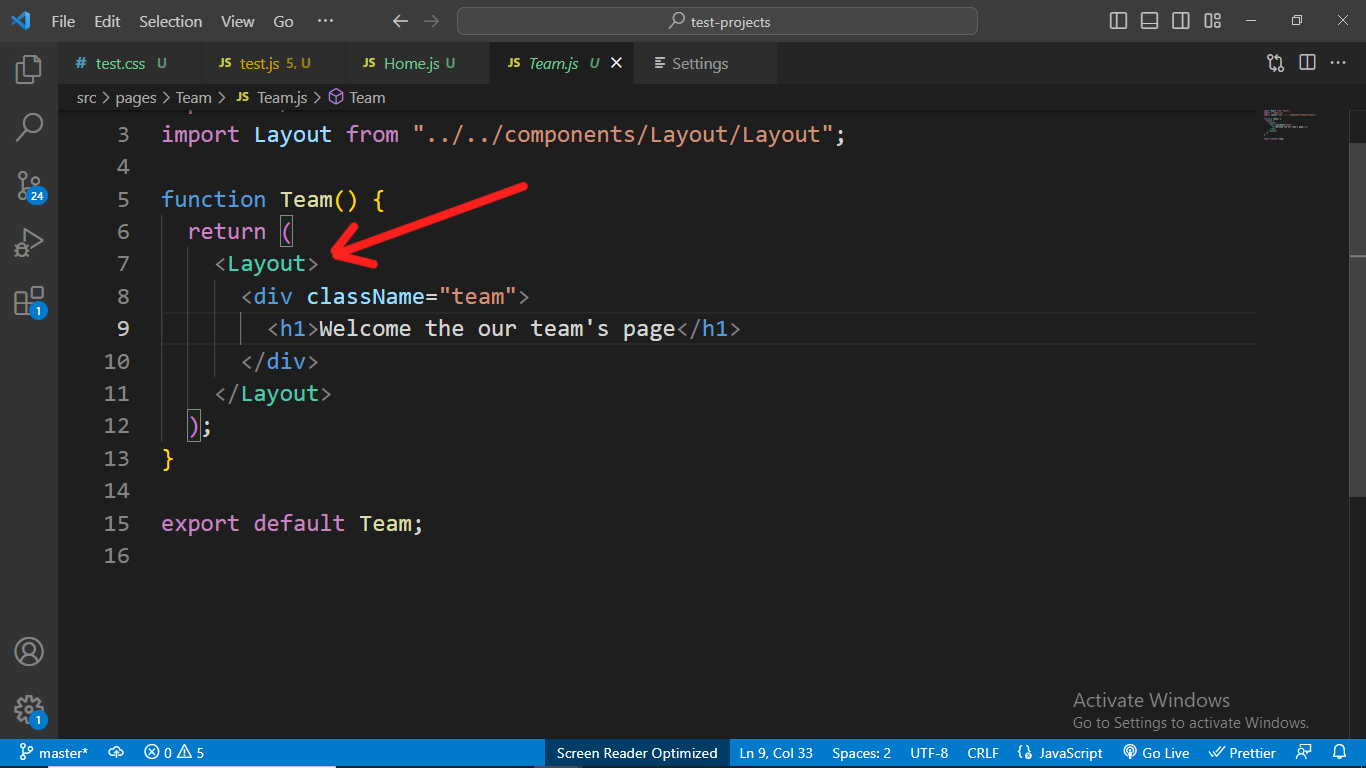 File Edit Selection View Go ··· test-projects
# test.css U JS test.js 5, U JS Home.js U JS Team.js U Settings
src > pages > Team > JS Team.js > Team
3 import Layout from "../../components/Layout/Layout";
4
5 function Team() {
6 return (
7 <Layout>
8 <div className="team">
9 <h1>Welcome the our team's page</h1>
10 </div>
11 </Layout>
12 );
13 }
14
15 export default Team;
16
24
1
1
Activate Windows
Go to Settings to activate Windows.
master* 0 5 Screen Reader Optimized Ln 9, Col 33 Spaces: 2 UTF-8 CRLF {} JavaScript Go Live Prettier